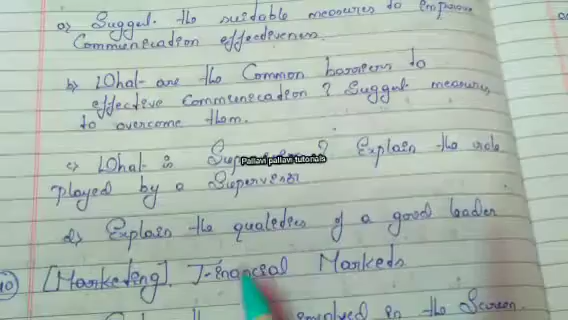 a) Suggest the suitable measures to improve
Communication effectiveness.
b) What are the Common barriers to
effective Communication? Suggest measures
to overcome them.
c) What is ? Explain the role
Pallavi pallavi tutorials
played by a Supervisor
d) Explain the qualities of a good leader
10) [Marketing]. Financial Markets
involved in the Screen